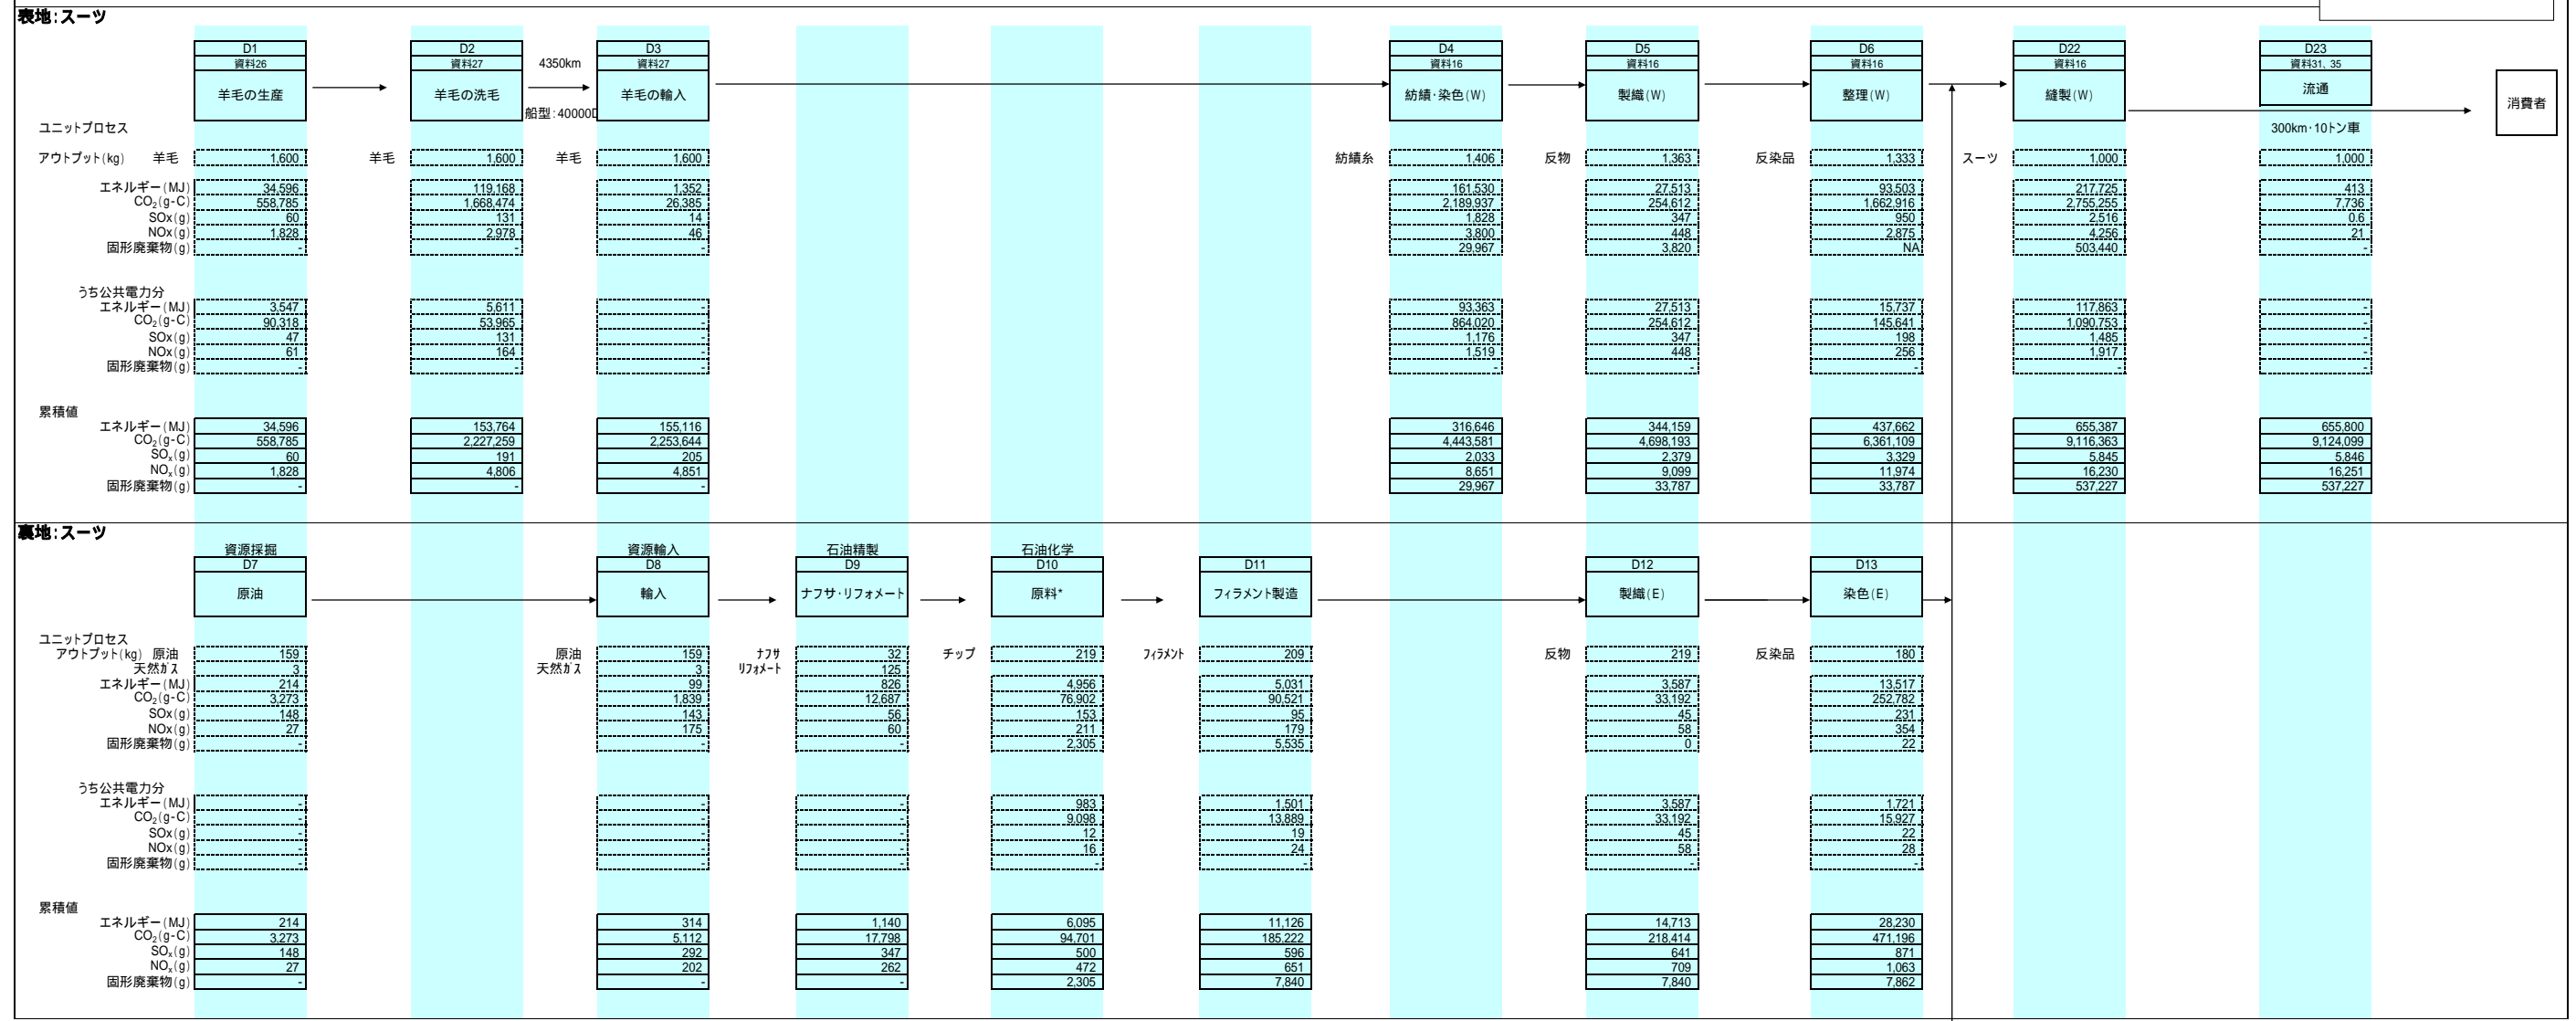 表地:スーツ
D1 D2 D3 D4 D5 D6 D22 D23
資料26 資料27 4350km 資料27 資料16 資料16 資料16 資料16 資料31, 35
羊毛の生産 羊毛の洗毛 羊毛の輸入 紡績・染色(W) 製織(W) 整理(W) 縫製(W) 流通 消費者
船型:40000D
ユニットプロセス 300km・10トン車
アウトプット(kg) 羊毛 1,600 羊毛 1,600 羊毛 1,600 紡績糸 1,406 反物 1,363 反染品 1,333 スーツ 1,000 1,000
エネルギー(MJ) 34,596 119,168 1,352 161,530 27,513 93,503 217,725 413
CO2(g-C) 558,785 1,668,474 26,385 2,189,937 254,612 1,662,916 2,755,255 7,736
SOx(g) 60 131 14 1,828 347 950 2,516 0.6
NOx(g) 1,828 2,978 46 3,800 448 2,875 4,256 21
固形廃棄物(g) - - - 29,967 3,820 NA 503,440 -
うち公共電力分
エネルギー(MJ) 3,547 5,611 - 93,363 27,513 15,737 117,863 -
CO2(g-C) 90,318 53,965 - 864,020 254,612 145,641 1,090,753 -
SOx(g) 47 131 - 1,176 347 198 1,485 -
NOx(g) 61 164 - 1,519 448 256 1,917 -
固形廃棄物(g) - - - - - - - -
累積値
エネルギー(MJ) 34,596 153,764 155,116 316,646 344,159 437,662 655,387 655,800
CO2(g-C) 558,785 2,227,259 2,253,644 4,443,581 4,698,193 6,361,109 9,116,363 9,124,099
SOx(g) 60 191 205 2,033 2,379 3,329 5,845 5,846
NOx(g) 1,828 4,806 4,851 8,651 9,099 11,974 16,230 16,251
固形廃棄物(g) - - - 29,967 33,787 33,787 537,227 537,227
裏地:スーツ
資源採掘 資源輸入 石油精製 石油化学
D7 D8 D9 D10 D11 D12 D13
原油 輸入 ナフサ・リフォメート 原料* フィラメント製造 製織(E) 染色(E)
ユニットプロセス
アウトプット(kg) 原油 159 原油 159 ナフサ 32 チップ 219 フィラメント 209 反物 219 反染品 180
天然ガス 3 天然ガス 3 リフォメート 125
エネルギー(MJ) 214 99 826 4,956 5,031 3,587 13,517
CO2(g-C) 3,273 1,839 12,687 76,902 90,521 33,192 252,782
SOx(g) 148 143 56 153 95 45 231
NOx(g) 27 175 60 211 179 58 354
固形廃棄物(g) - - - 2,305 5,535 0 22
うち公共電力分
エネルギー(MJ) - - - 983 1,501 3,587 1,721
CO2(g-C) - - - 9,098 13,889 33,192 15,927
SOx(g) - - - 12 19 45 22
NOx(g) - - - 16 24 58 28
固形廃棄物(g) - - - - - - -
累積値
エネルギー(MJ) 214 314 1,140 6,095 11,126 14,713 28,230
CO2(g-C) 3,273 5,112 17,798 94,701 185,222 218,414 471,196
SOx(g) 148 292 347 500 596 641 871
NOx(g) 27 202 262 472 651 709 1,063
固形廃棄物(g) - - - 2,305 7,840 7,840 7,862